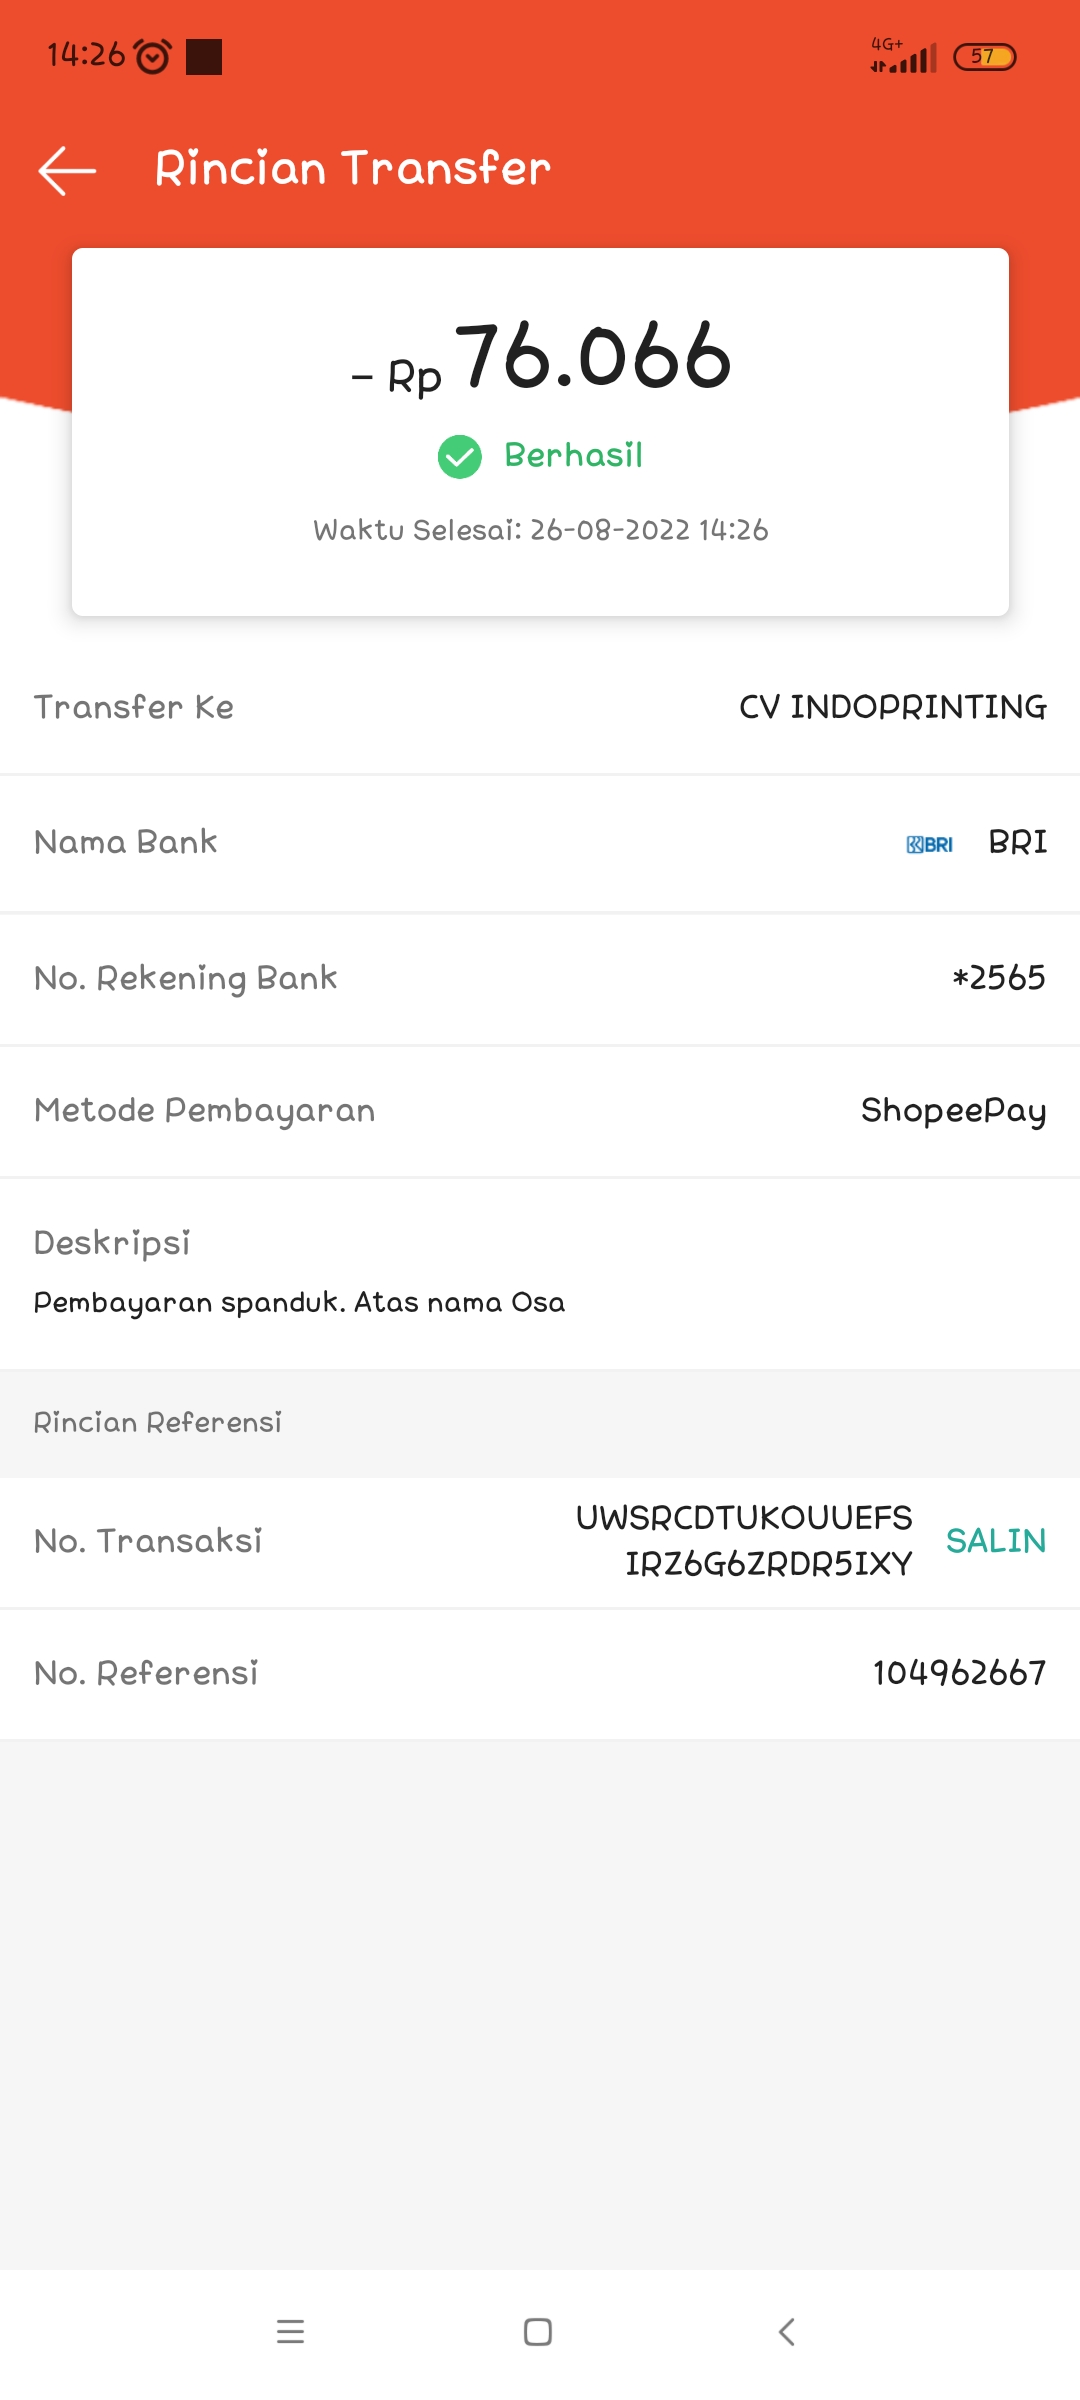 14:26
4G+
57
Rincian Transfer
- Rp 76.066
Berhasil
Waktu Selesai: 26-08-2022 14:26
Transfer Ke CV INDOPRINTING
Nama Bank BRI BRI
No. Rekening Bank *2565
Metode Pembayaran ShopeePay
Deskripsi
Pembayaran spanduk. Atas nama Osa
Rincian Referensi
No. Transaksi UWSRCDTUKOUUEFS
IRZ6G6ZRDR5IXY SALIN
No. Referensi 104962667